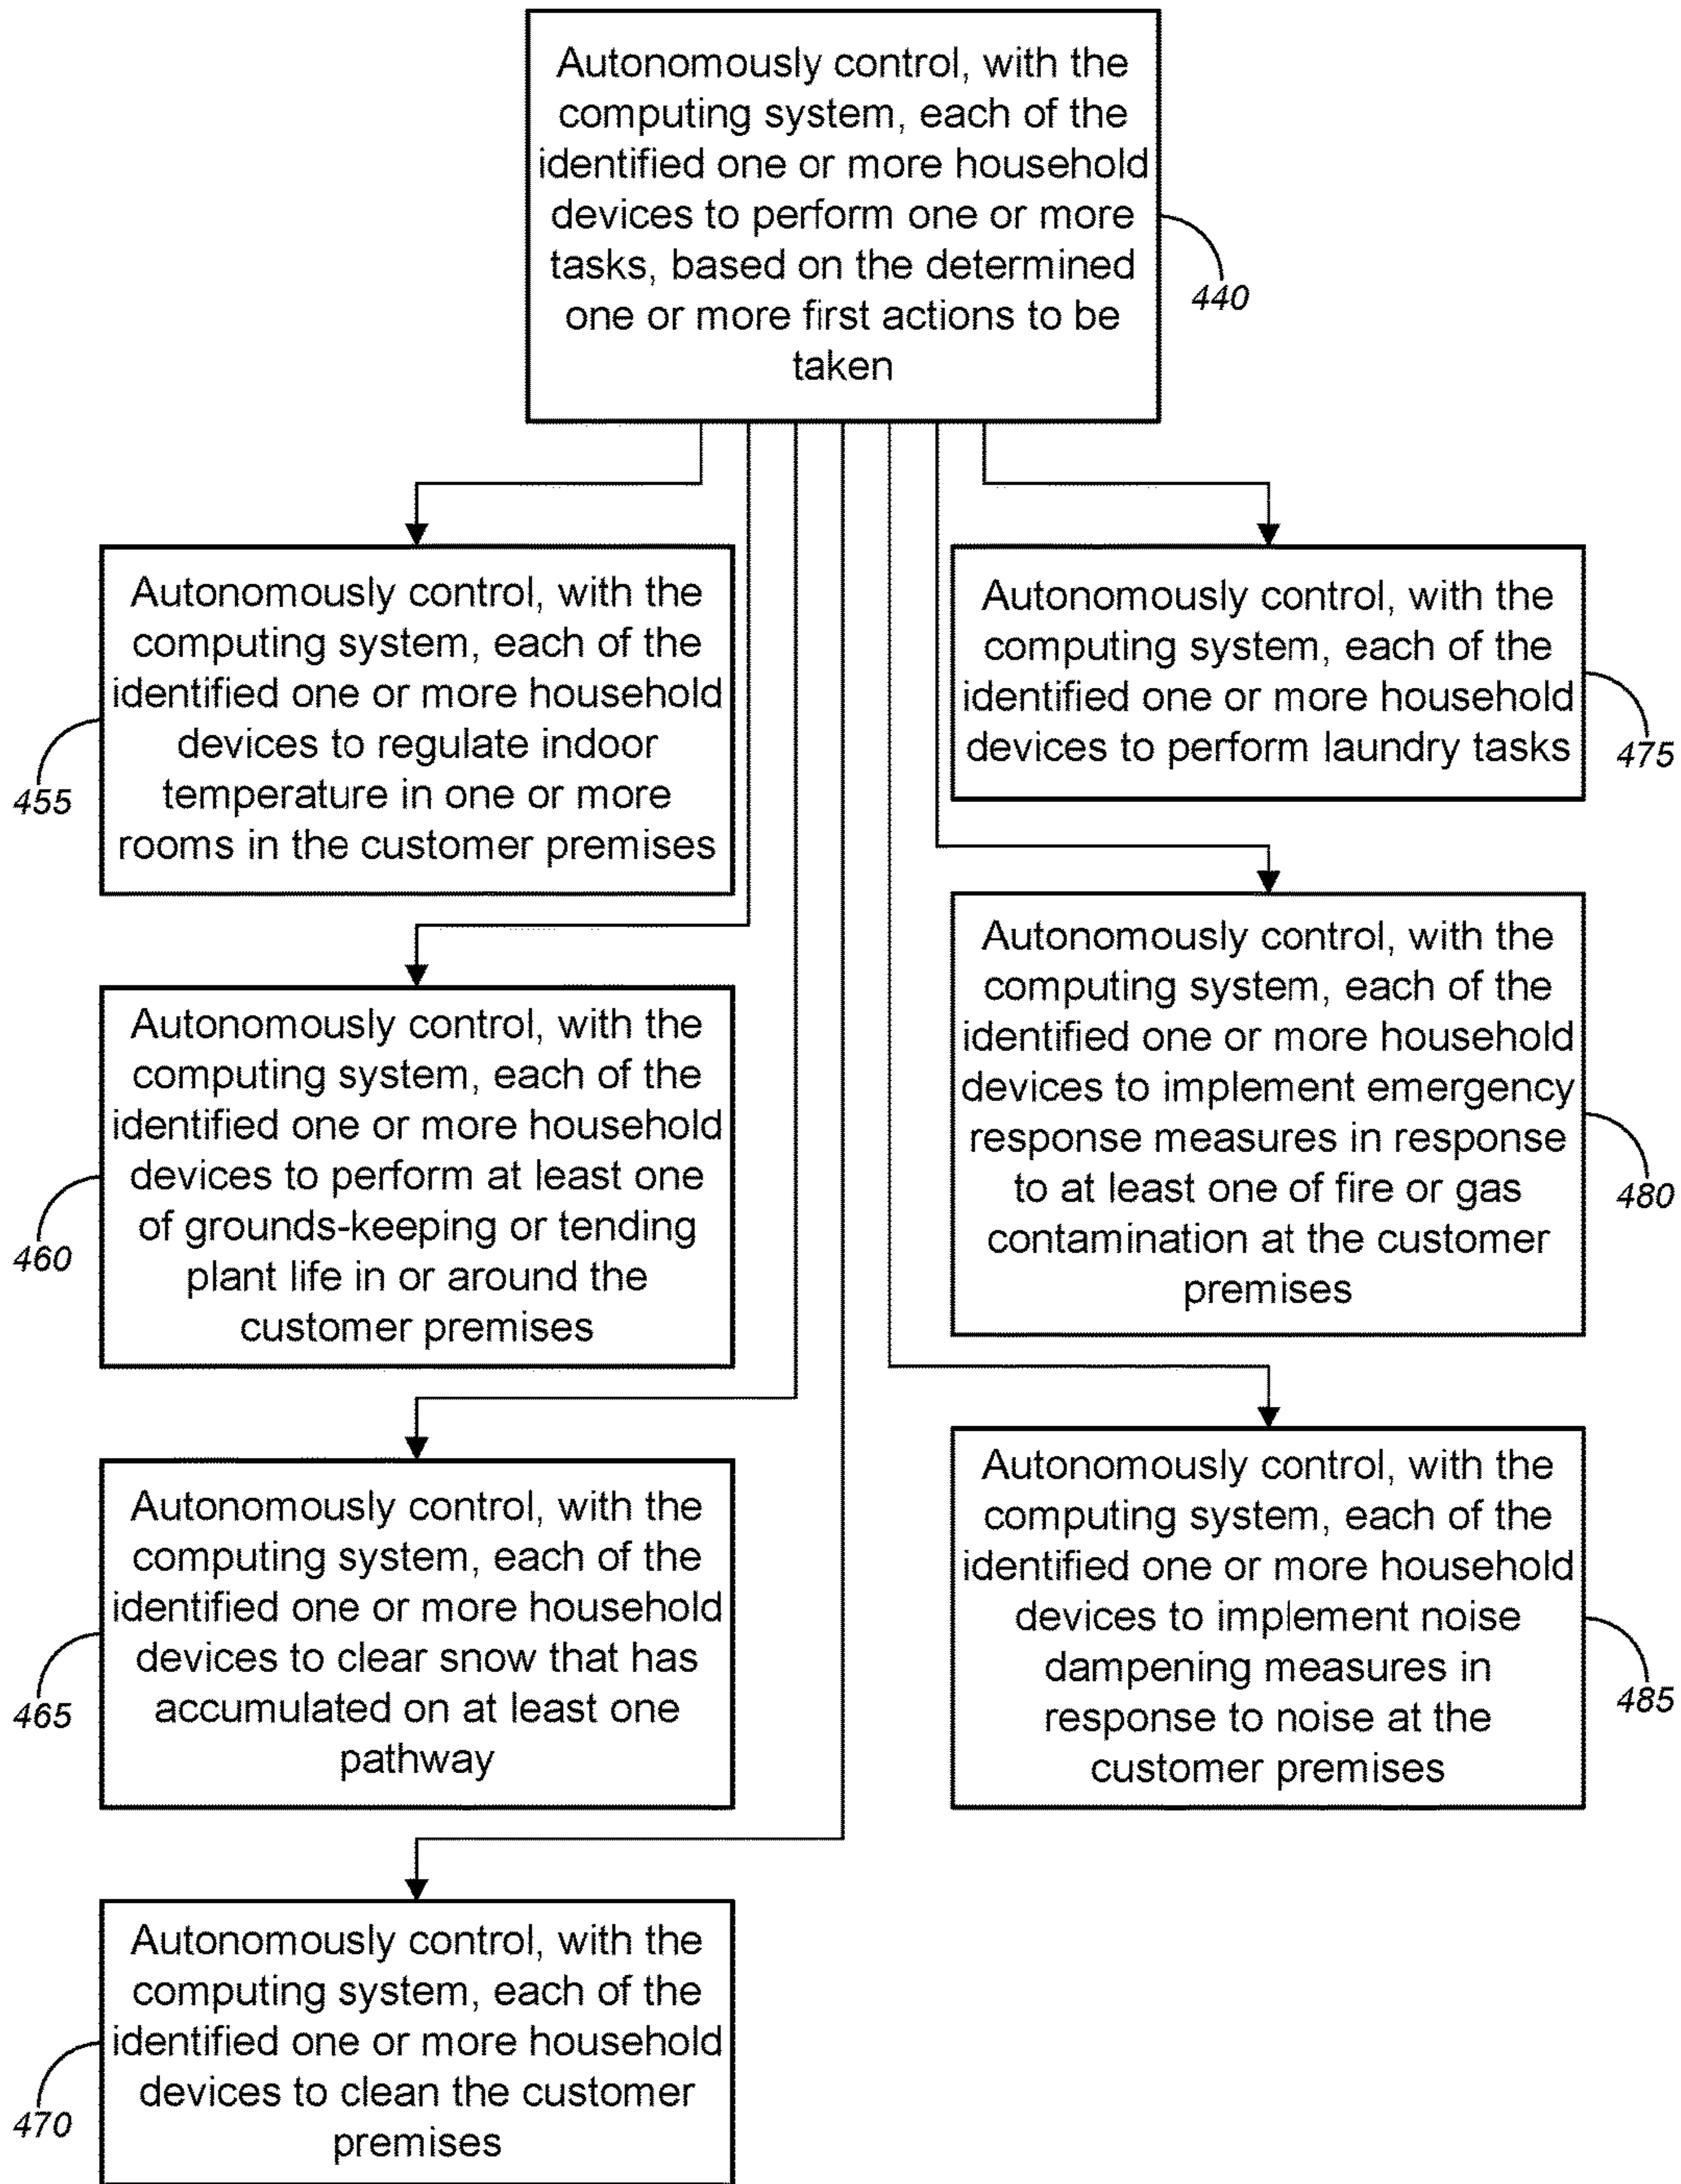 Autonomously control, with the
computing system, each of the
identified one or more household
devices to perform one or more
tasks, based on the determined
one or more first actions to be
taken
440
Autonomously control, with the
computing system, each of the
identified one or more household
devices to regulate indoor
temperature in one or more
rooms in the customer premises
455
Autonomously control, with the
computing system, each of the
identified one or more household
devices to perform at least one
of grounds-keeping or tending
plant life in or around the
customer premises
460
Autonomously control, with the
computing system, each of the
identified one or more household
devices to clear snow that has
accumulated on at least one
pathway
465
Autonomously control, with the
computing system, each of the
identified one or more household
devices to clean the customer
premises
470
Autonomously control, with the
computing system, each of the
identified one or more household
devices to perform laundry tasks
475
Autonomously control, with the
computing system, each of the
identified one or more household
devices to implement emergency
response measures in response
to at least one of fire or gas
contamination at the customer
premises
480
Autonomously control, with the
computing system, each of the
identified one or more household
devices to implement noise
dampening measures in
response to noise at the
customer premises
485